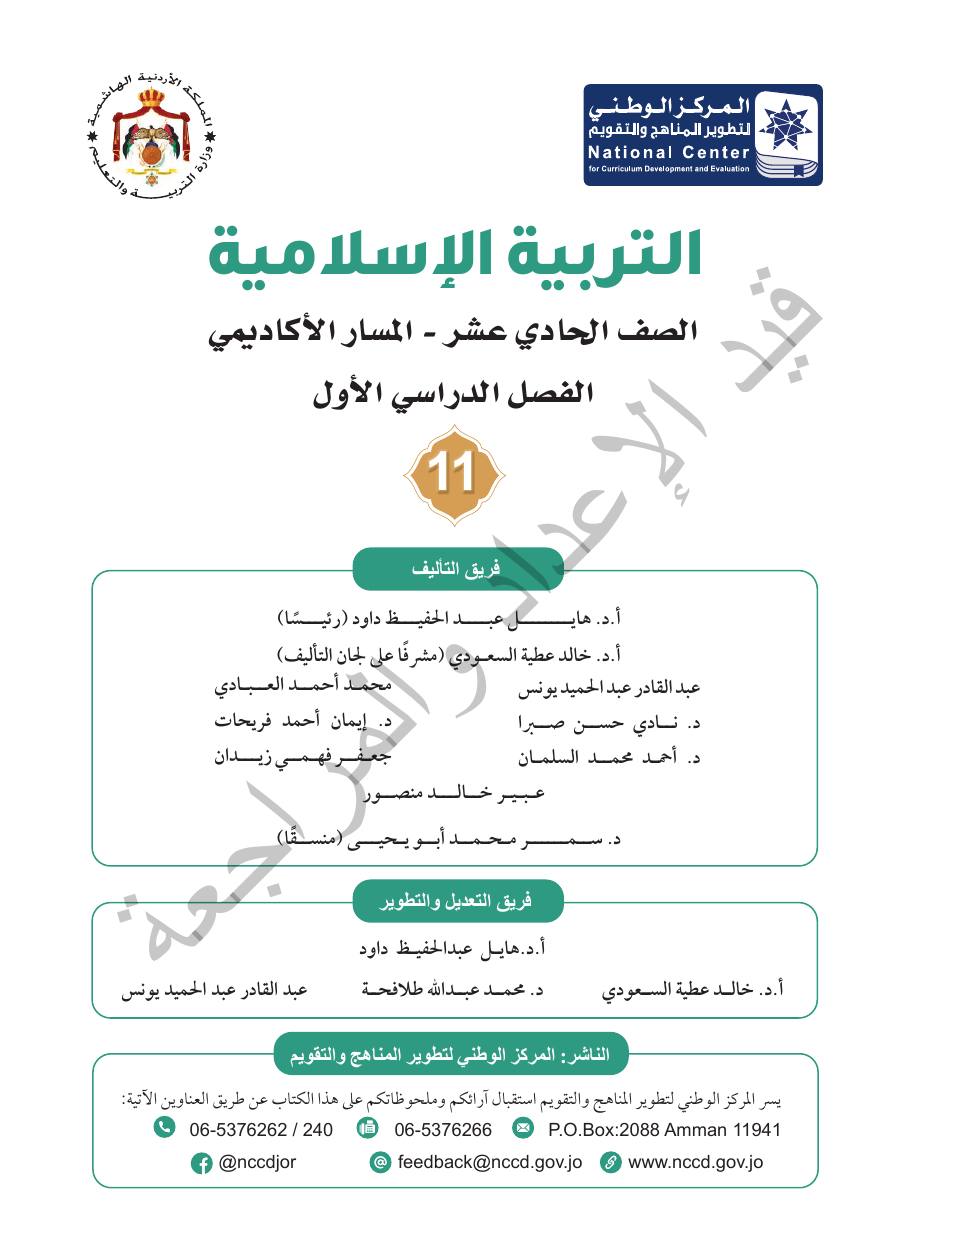 المملكة الأردنية الهاشمية
وزارة التربية والتعليم
المركز الوطني
لتطوير المناهج والتقويم
National Center
for Curriculum Development and Evaluation
التربية الإسلامية
الصف الحادي عشر - المسار الأكاديمي
الفصل الدراسي الأول
11
فريق التأليف
أ.د. هايل عبد الحفيظ داود (رئيسًا)
أ.د. خالد عطية السعودي (مشرفًا على لجان التأليف)
عبد القادر عبد الحميد يونس محمد أحمد العبادي
د. نادي حسن صبرا د. إيمان أحمد فريحات
د. أحمد محمد السلمان جعفر فهمي زيدان
عبير خالد منصور
د. سمر محمد أبو يحيى (منسقًا)
فريق التعديل والتطوير
أ.د.هايل عبدالحفيظ داود
أ.د. خالد عطية السعودي د. محمد عبدالله طلافحة عبد القادر عبد الحميد يونس
الناشر: المركز الوطني لتطوير المناهج والتقويم
يسر المركز الوطني لتطوير المناهج والتقويم استقبال آرائكم وملحوظاتكم على هذا الكتاب عن طريق العناوين الآتية:
06-5376262 / 240 06-5376266 P.O.Box:2088 Amman 11941
@nccdjor feedback@nccd.gov.jo www.nccd.gov.jo
قيد الإعداد والمراجعة